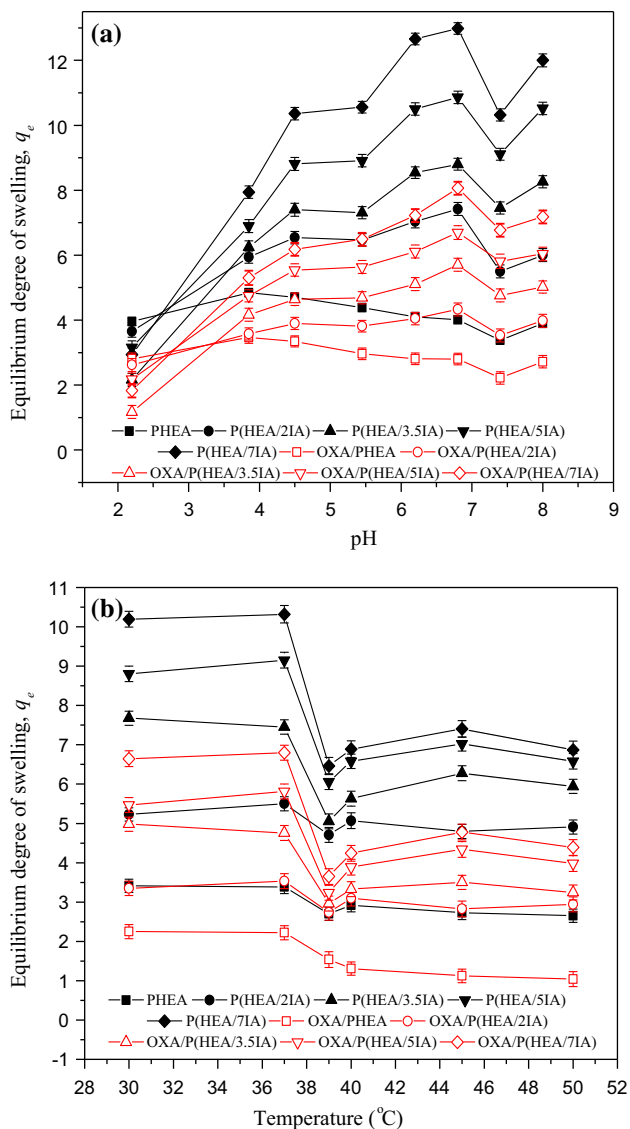 (a)
Equilibrium degree of swelling, qₑ
12
10
8
6
4
2
0
PHEA P(HEA/2IA) P(HEA/3.5IA) P(HEA/5IA)
P(HEA/7IA) OXA/PHEA OXA/P(HEA/2IA)
OXA/P(HEA/3.5IA) OXA/P(HEA/5IA) OXA/P(HEA/7IA)
2 3 4 5 6 7 8 9
pH
(b)
Equilibrium degree of swelling, qₑ
11
10
9
8
7
6
5
4
3
2
1
0
-1
PHEA P(HEA/2IA) P(HEA/3.5IA) P(HEA/5IA)
P(HEA/7IA) OXA/PHEA OXA/P(HEA/2IA)
OXA/P(HEA/3.5IA) OXA/P(HEA/5IA) OXA/P(HEA/7IA)
28 30 32 34 36 38 40 42 44 46 48 50 52
Temperature (°C)